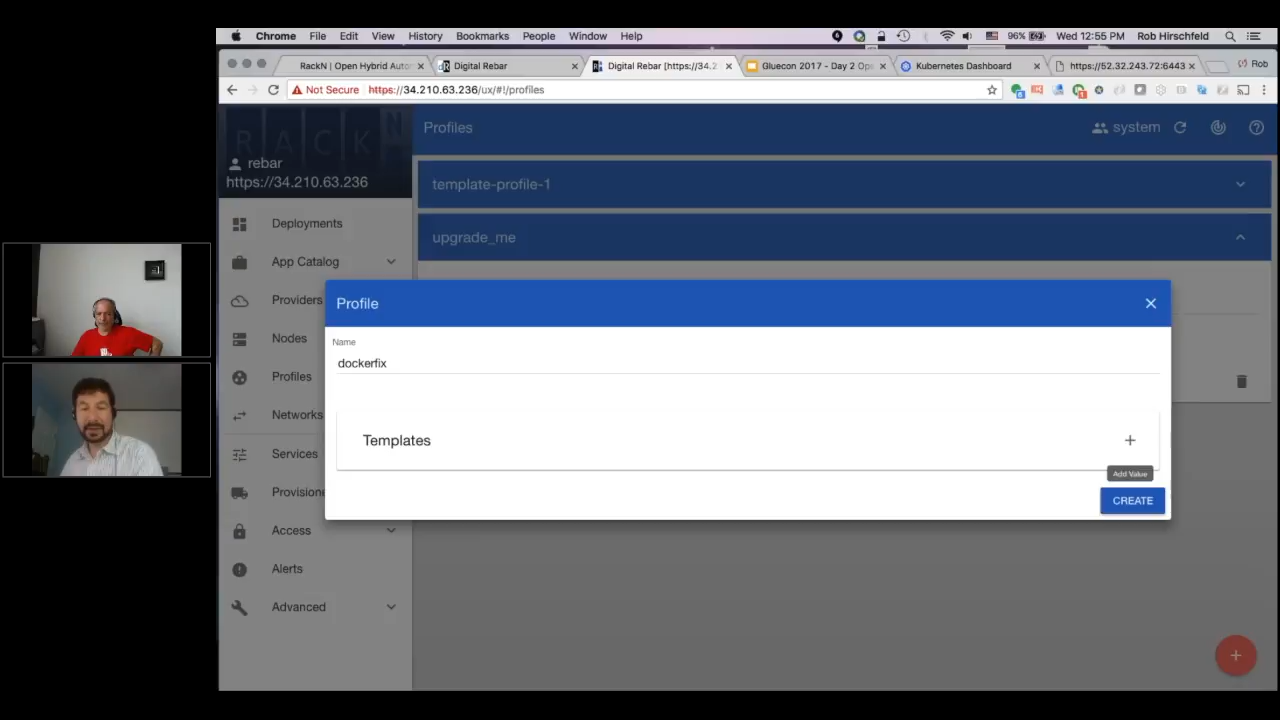 Chrome File Edit View History Bookmarks People Window Help 96% Wed 12:55 PM Rob Hirschfeld
RackN | Open Hybrid Auto
Digital Rebar
Digital Rebar [https://34.2
Gluecon 2017 - Day 2 Ops
Kubernetes Dashboard
https://52.32.243.72:6443
Rob
Not Secure https://34.210.63.236/ux/#!/profiles
RACKN
rebar
https://34.210.63.236
Profiles
system
Deployments
App Catalog
Providers
Nodes
Profiles
Networks
Services
Provisione
Access
Alerts
Advanced
template-profile-1
upgrade_me
Profile
Name
dockerfix
Templates
Add Value
CREATE